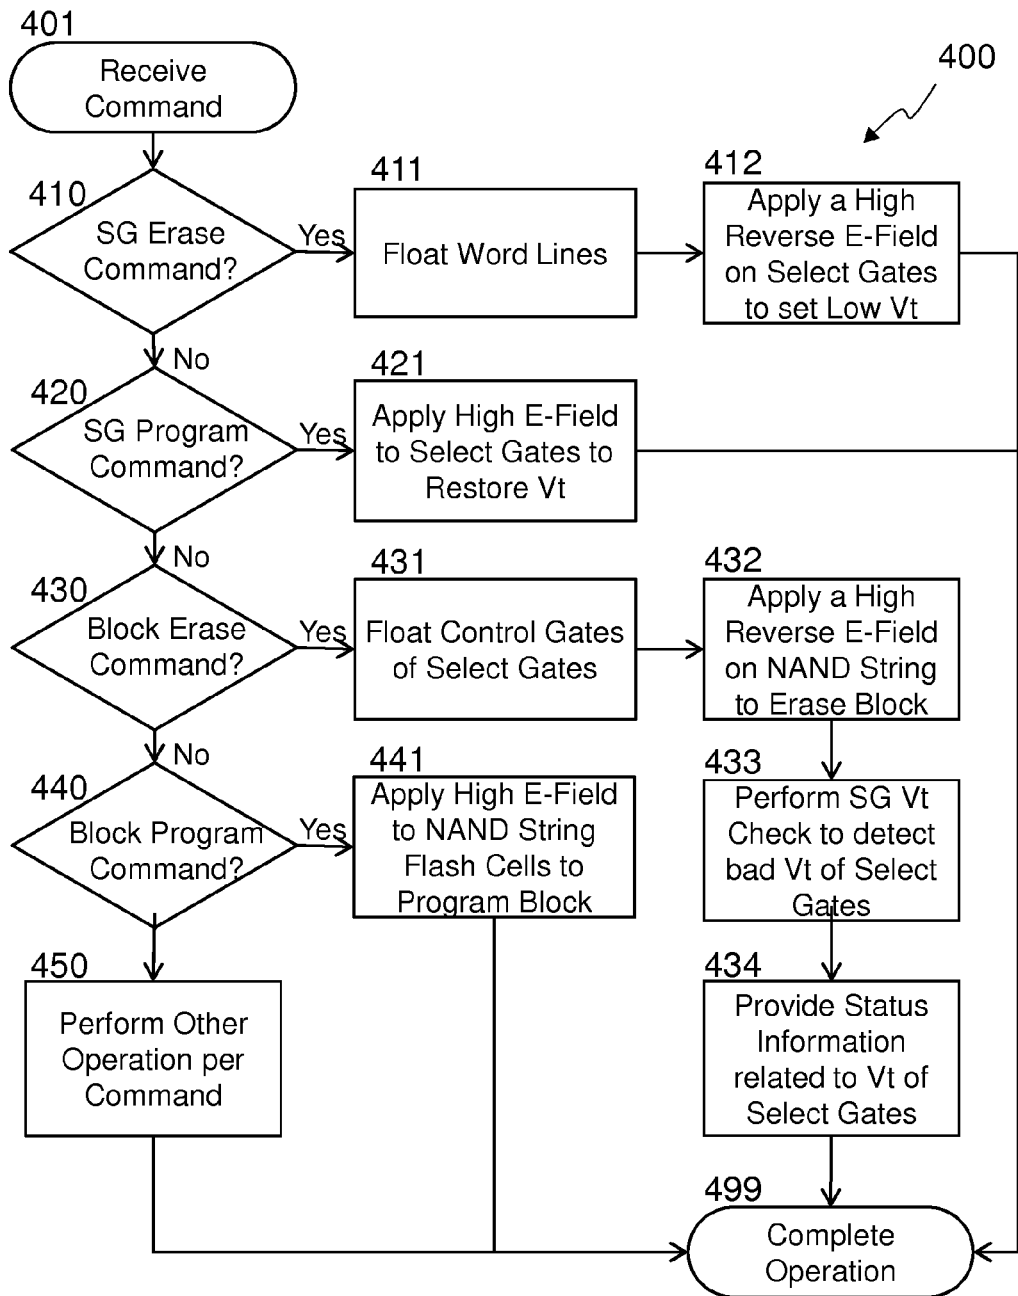 401
Receive
Command
400
410
SG Erase
Command?
Yes
411
Float Word Lines
412
Apply a High
Reverse E-Field
on Select Gates
to set Low Vt
No
420
SG Program
Command?
Yes
421
Apply High E-Field
to Select Gates to
Restore Vt
No
430
Block Erase
Command?
Yes
431
Float Control Gates
of Select Gates
432
Apply a High
Reverse E-Field
on NAND String
to Erase Block
No
440
Block Program
Command?
Yes
441
Apply High E-Field
to NAND String
Flash Cells to
Program Block
433
Perform SG Vt
Check to detect
bad Vt of Select
Gates
450
Perform Other
Operation per
Command
434
Provide Status
Information
related to Vt of
Select Gates
499
Complete
Operation